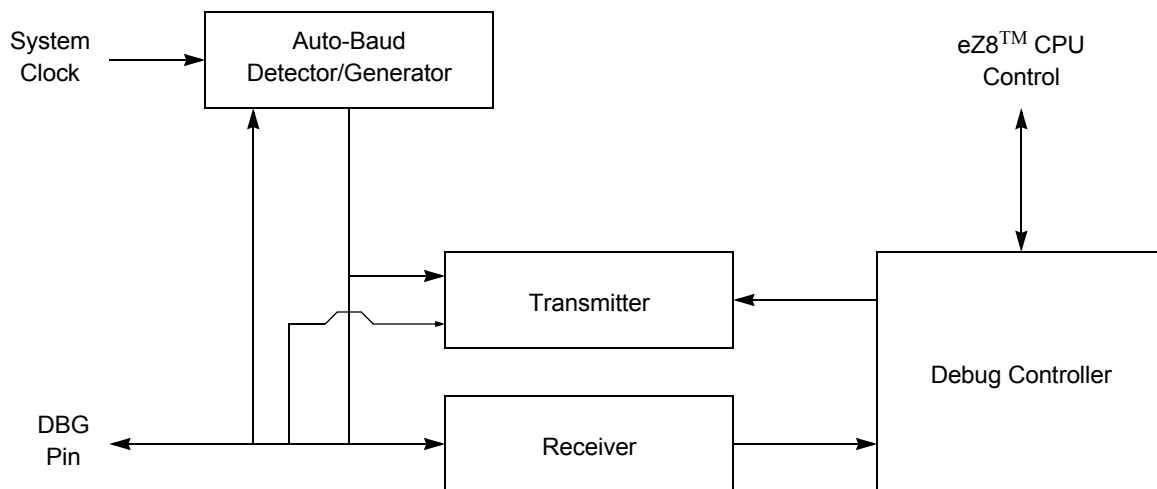 System
Clock
Auto-Baud
Detector/Generator
eZ8™ CPU
Control
Transmitter
Debug Controller
DBG
Pin
Receiver